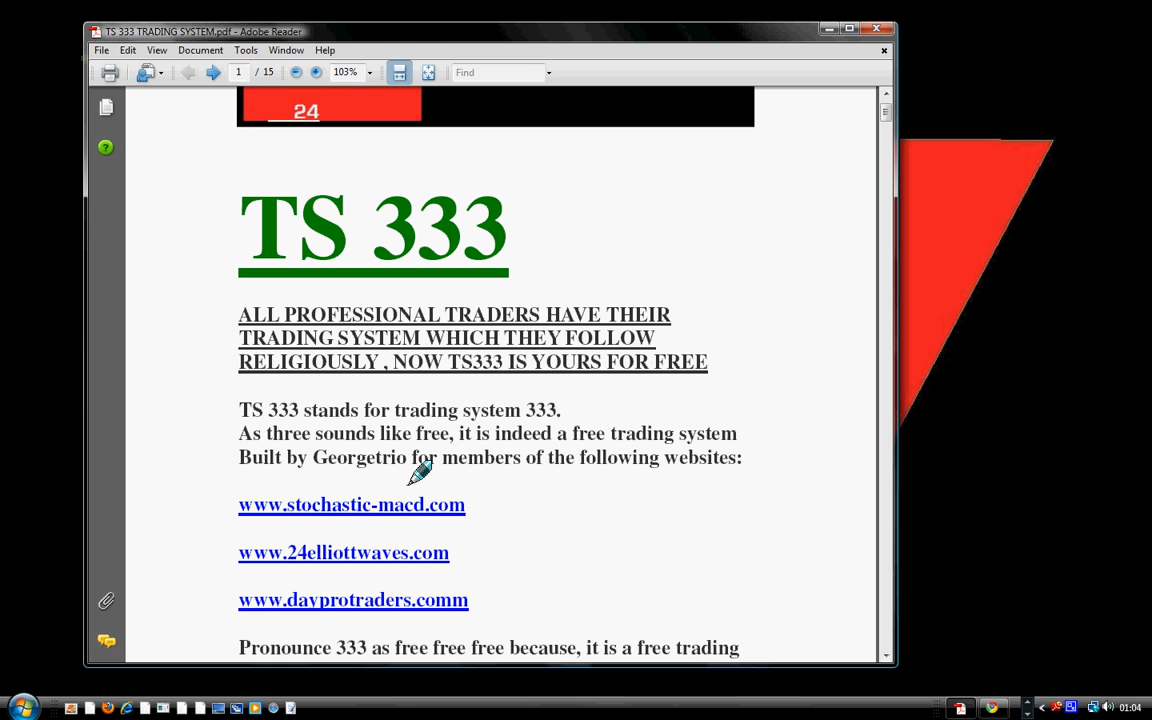 TS 333 TRADING SYSTEM.pdf - Adobe Reader
File Edit View Document Tools Window Help
1 / 15 103% Find
24
TS 333
ALL PROFESSIONAL TRADERS HAVE THEIR
TRADING SYSTEM WHICH THEY FOLLOW
RELIGIOUSLY , NOW TS333 IS YOURS FOR FREE
TS 333 stands for trading system 333.
As three sounds like free, it is indeed a free trading system
Built by Georgetrio for members of the following websites:
www.stochastic-macd.com
www.24elliottwaves.com
www.dayprotraders.comm
Pronounce 333 as free free free because, it is a free trading
01:04